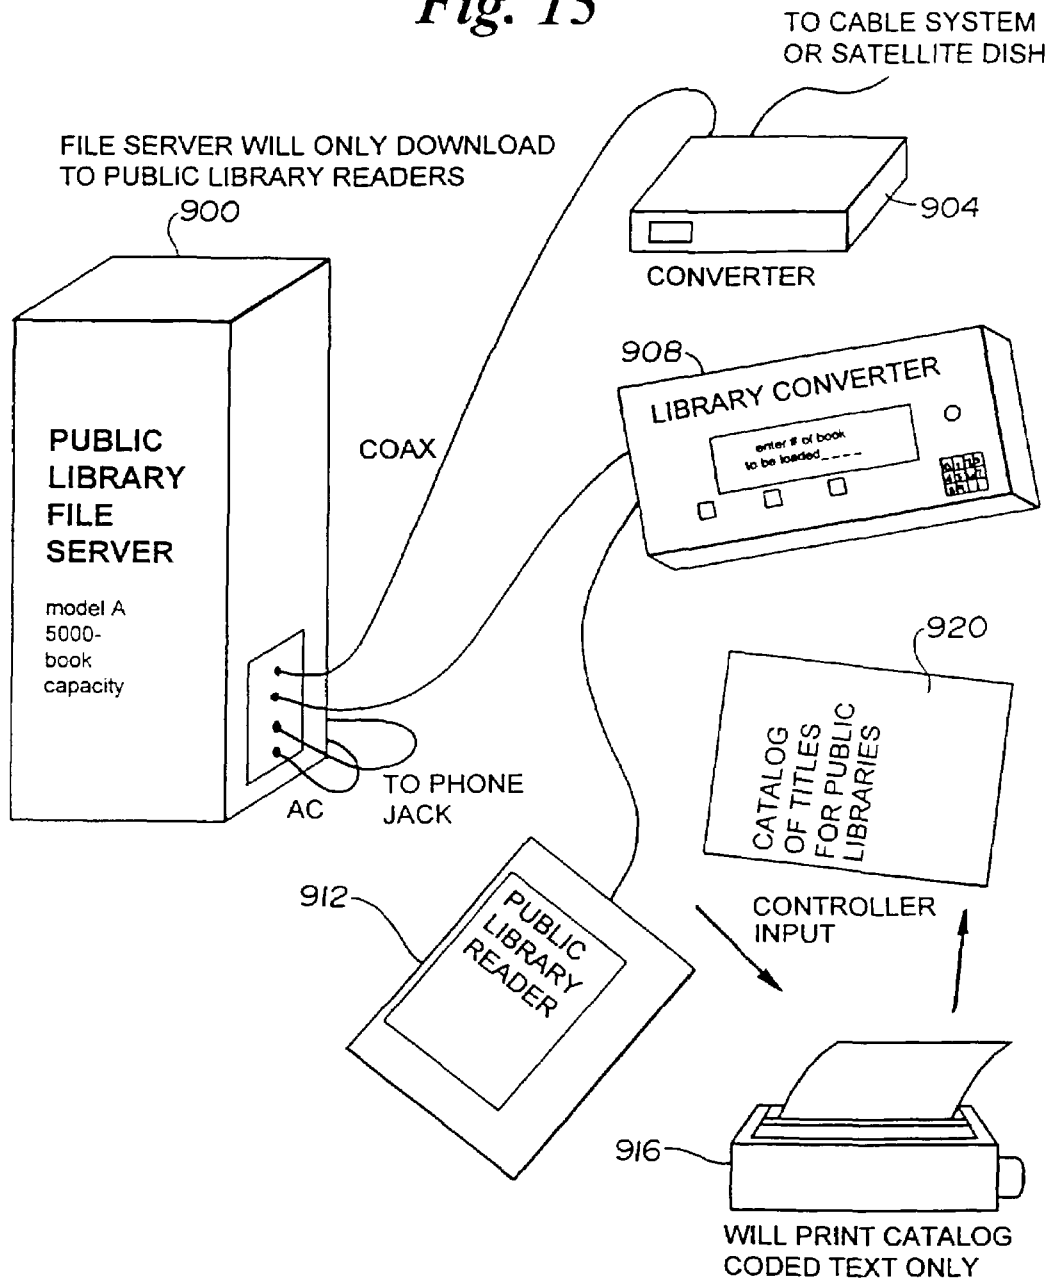 Fig. 15
TO CABLE SYSTEM
OR SATELLITE DISH
FILE SERVER WILL ONLY DOWNLOAD
TO PUBLIC LIBRARY READERS
900
904
CONVERTER
908
LIBRARY CONVERTER
enter # of book
to be loaded_ _ _ _
PUBLIC
LIBRARY
FILE
SERVER
model A
5000-
book
capacity
COAX
AC
TO PHONE
JACK
920
CATALOG
OF TITLES
FOR PUBLIC
LIBRARIES
912
PUBLIC
LIBRARY
READER
CONTROLLER
INPUT
916
WILL PRINT CATALOG
CODED TEXT ONLY